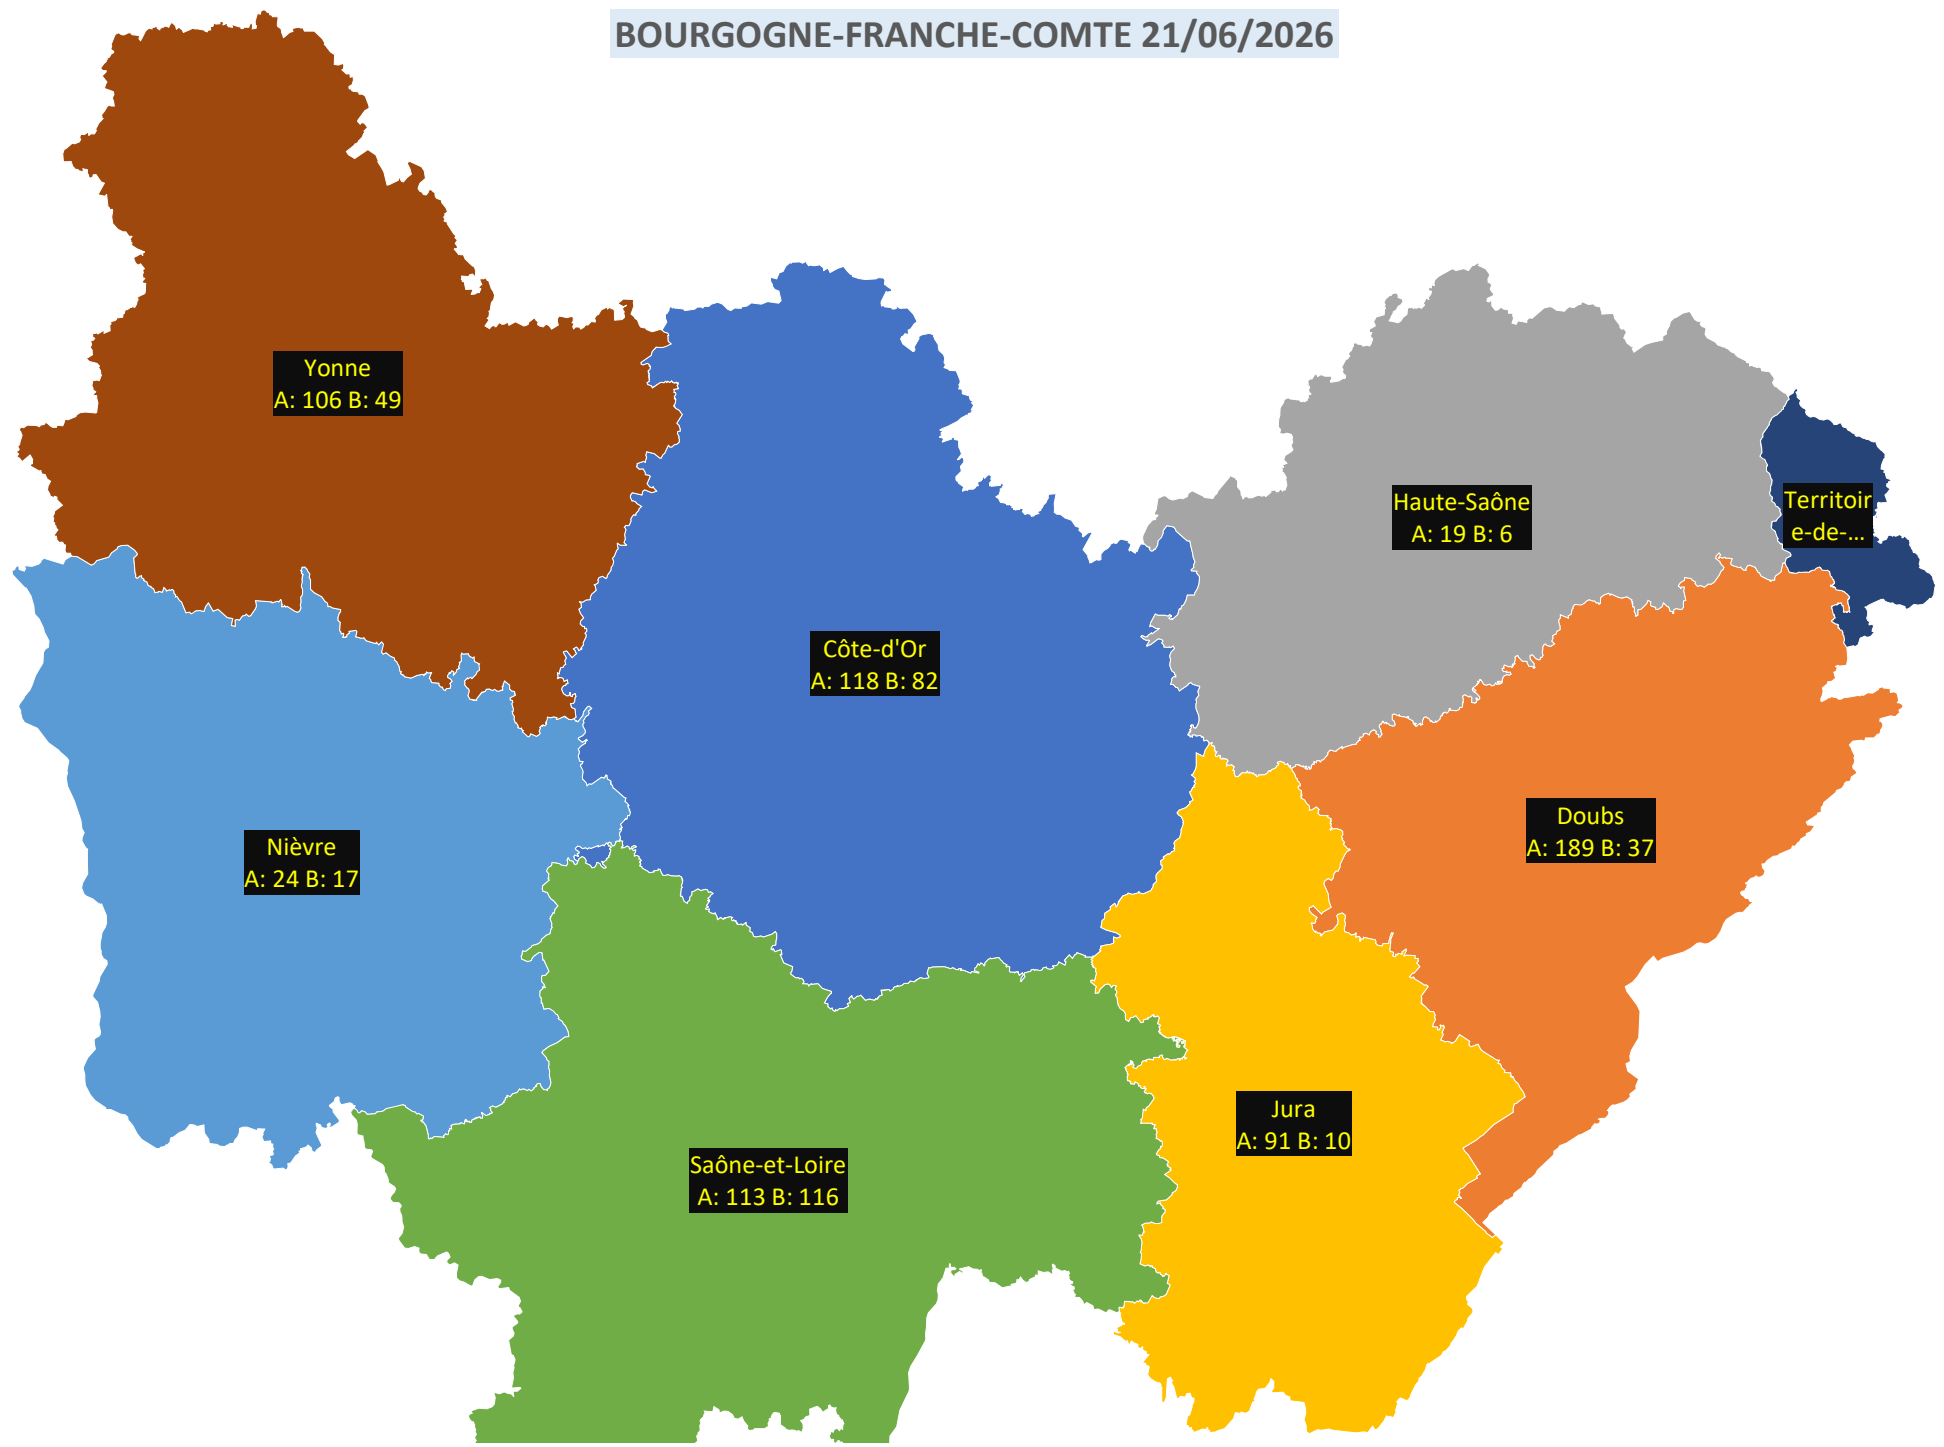 BOURGOGNE-FRANCHE-COMTE 21/06/2026
Yonne
A: 106 B: 49
Haute-Saône
A: 19 B: 6
Territoir
e-de-...
Côte-d'Or
A: 118 B: 82
Nièvre
A: 24 B: 17
Doubs
A: 189 B: 37
Jura
A: 91 B: 10
Saône-et-Loire
A: 113 B: 116